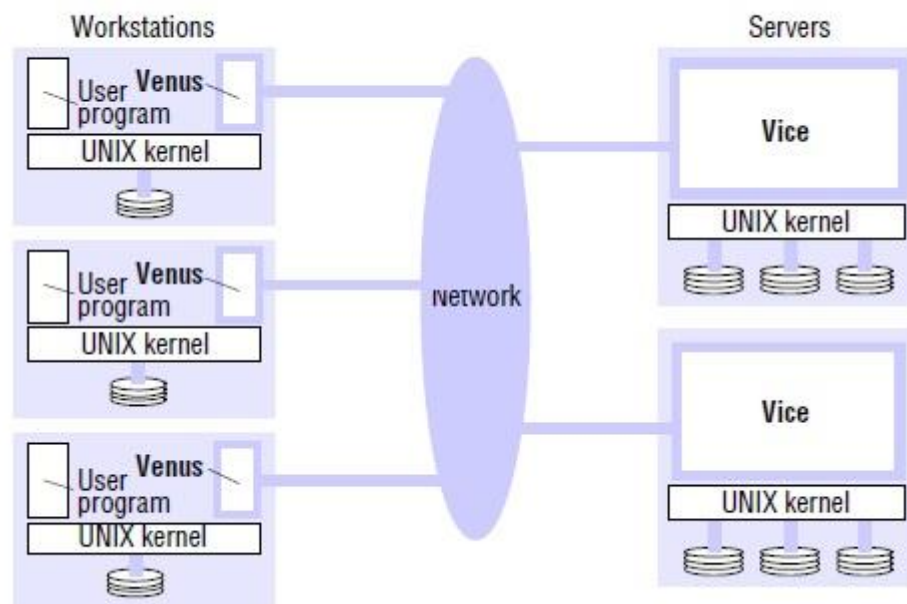 Workstations
User
program
Venus
UNIX kernel
User
program
Venus
UNIX kernel
User
program
Venus
UNIX kernel
Network
Servers
Vice
UNIX kernel
Vice
UNIX kernel